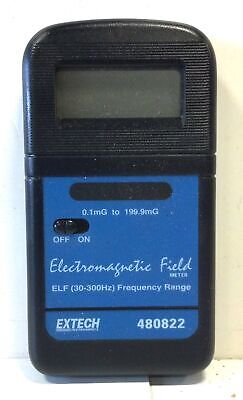 0.1mG to 199.9mG
OFF ON
Electromagnetic Field
METER
ELF (30-300Hz) Frequency Range
EXTECH
480822